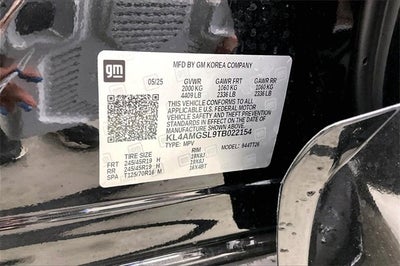 gm
MFD BY GM KOREA COMPANY
05/25 GVWR GAWR FRT GAWR RR
2000 KG 1060 KG 1060 KG
4409 LB 2336 LB 2336 LB
THIS VEHICLE CONFORMS TO ALL
APPLICABLE U.S. FEDERAL MOTOR
VEHICLE SAFETY AND THEFT PREVENTION
STANDARDS IN EFFECT ON THE DATE OF
MANUFACTURE SHOWN ABOVE.
KL4AMGSL9TB022154
TYPE: MPV MODEL: 944TT26
TIRE SIZE RIM
FRT 245/45R19 H 19X8J
RR 245/45R19 H 19X8J
SPA T125/70R16 M 16X4BT